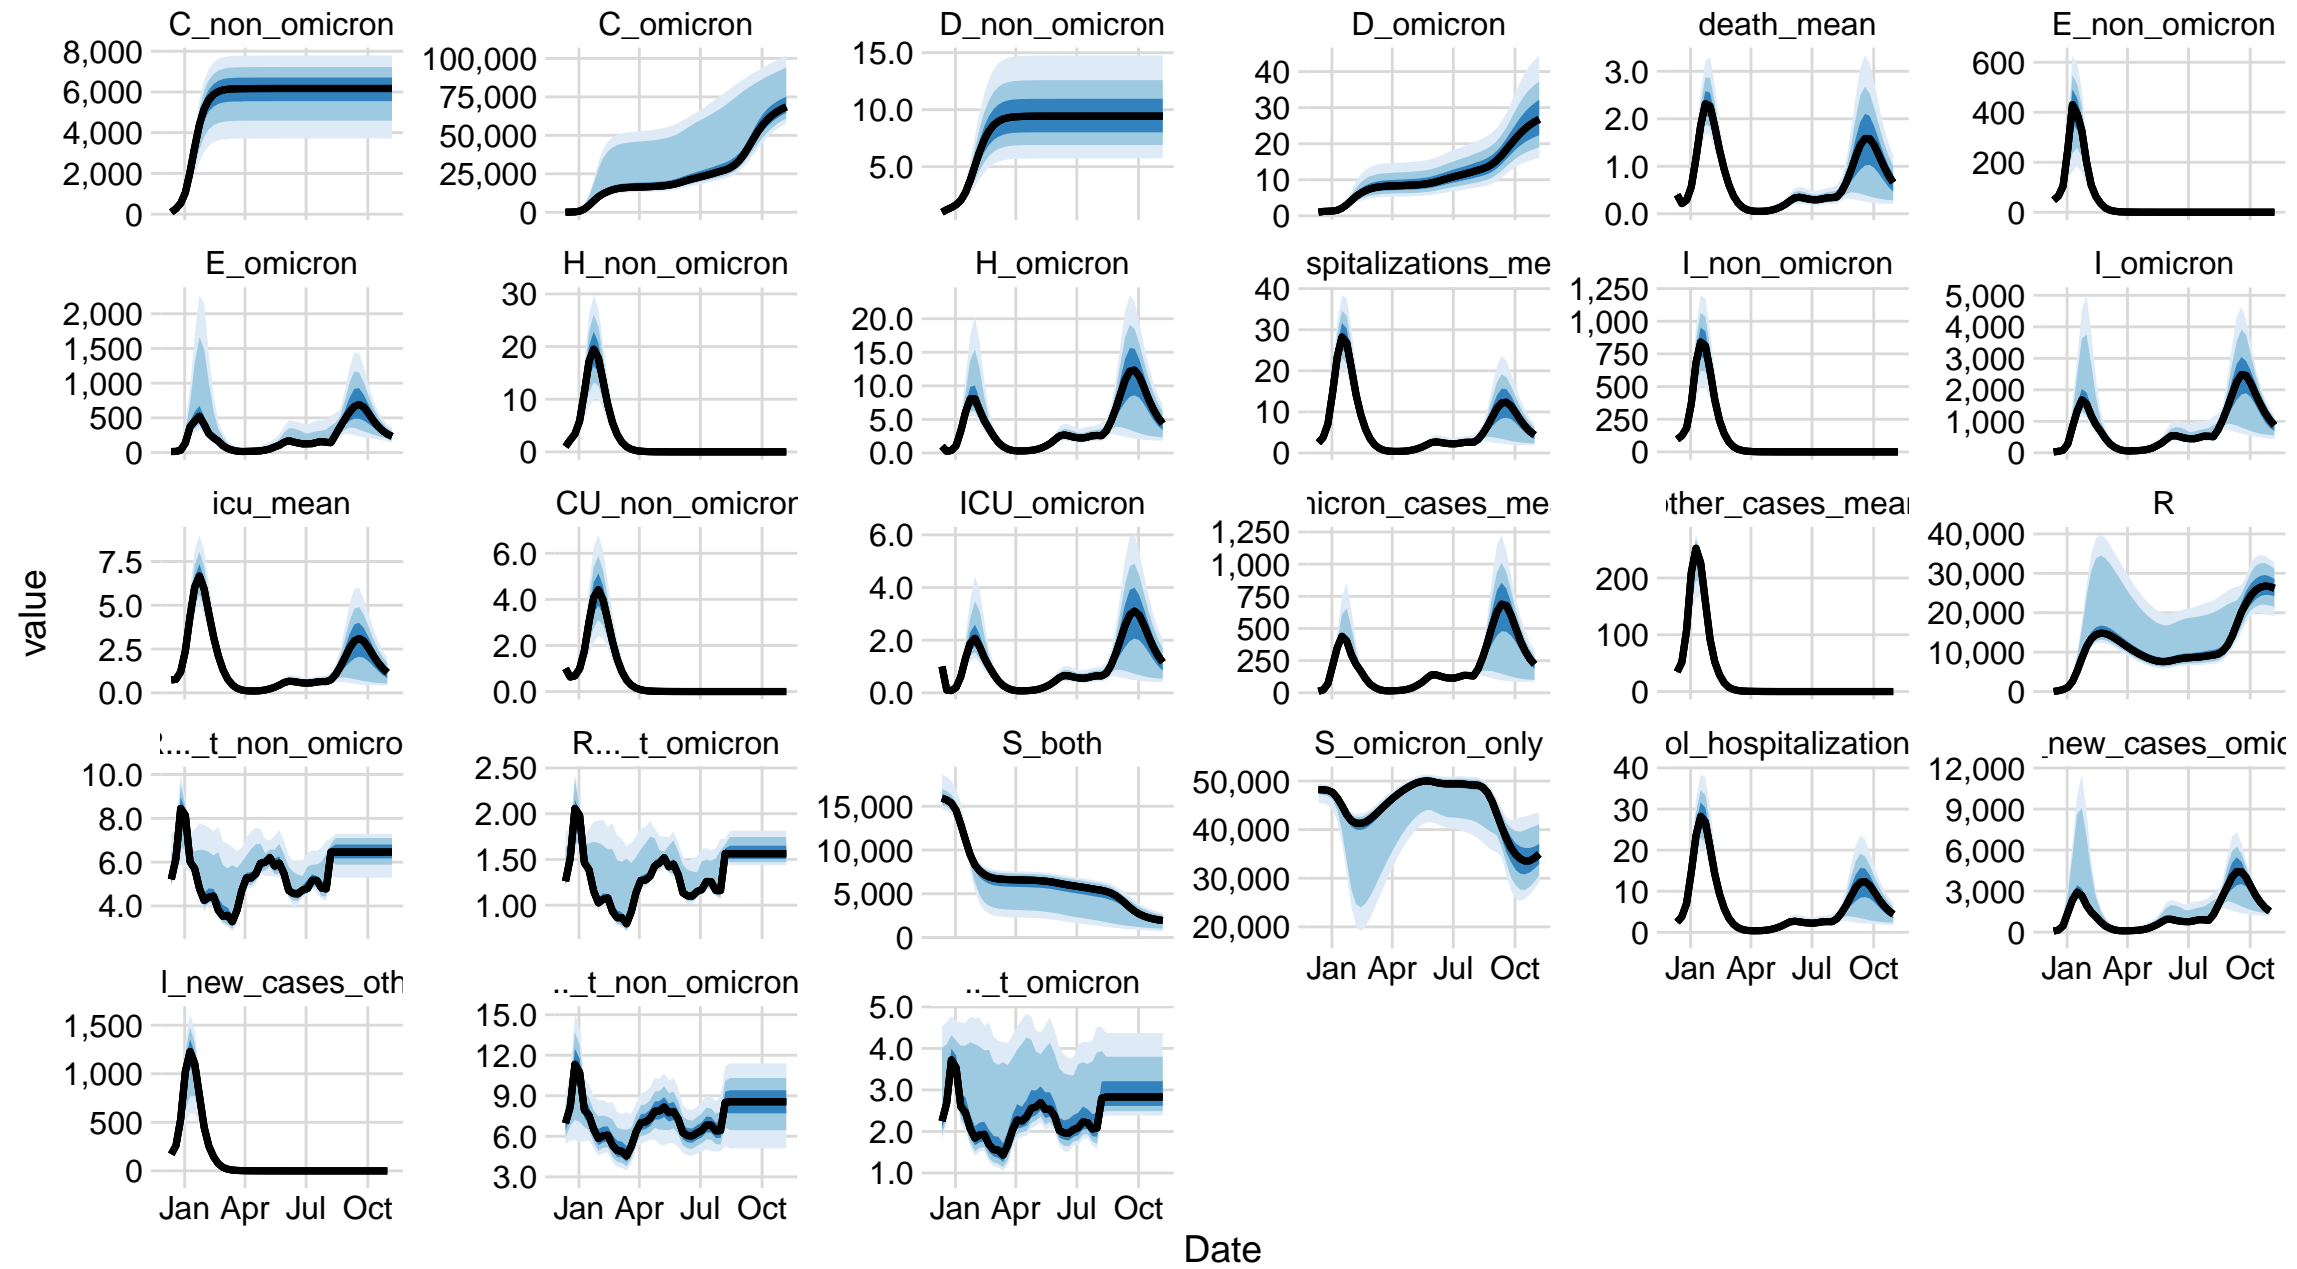 C_non_omicron C_omicron D_non_omicron D_omicron death_mean E_non_omicron
8,000 6,000 4,000 2,000 0
100,000 75,000 50,000 25,000 0
15.0 10.0 5.0
40 30 20 10 0
3.0 2.0 1.0 0.0
600 400 200 0
E_omicron H_non_omicron H_omicron spitalizations_me I_non_omicron I_omicron
2,000 1,500 1,000 500 0
30 20 10 0
20.0 15.0 10.0 5.0 0.0
40 30 20 10 0
1,250 1,000 750 500 250 0
5,000 4,000 3,000 2,000 1,000 0
icu_mean CU_non_omicron ICU_omicron nicron_cases_mea ther_cases_mean R
7.5 5.0 2.5 0.0
6.0 4.0 2.0 0.0
6.0 4.0 2.0 0.0
1,250 1,000 750 500 250 0
200 100 0
40,000 30,000 20,000 10,000 0
..._t_non_omicro R..._t_omicron S_both S_omicron_only ol_hospitalization _new_cases_omic
10.0 8.0 6.0 4.0
2.50 2.00 1.50 1.00
15,000 10,000 5,000 0
50,000 40,000 30,000 20,000
40 30 20 10 0
12,000 9,000 6,000 3,000 0
Jan Apr Jul Oct Jan Apr Jul Oct Jan Apr Jul Oct
l_new_cases_oth .._t_non_omicron .._t_omicron
1,500 1,000 500 0
15.0 12.0 9.0 6.0 3.0
5.0 4.0 3.0 2.0 1.0
Jan Apr Jul Oct Jan Apr Jul Oct Jan Apr Jul Oct
value
Date